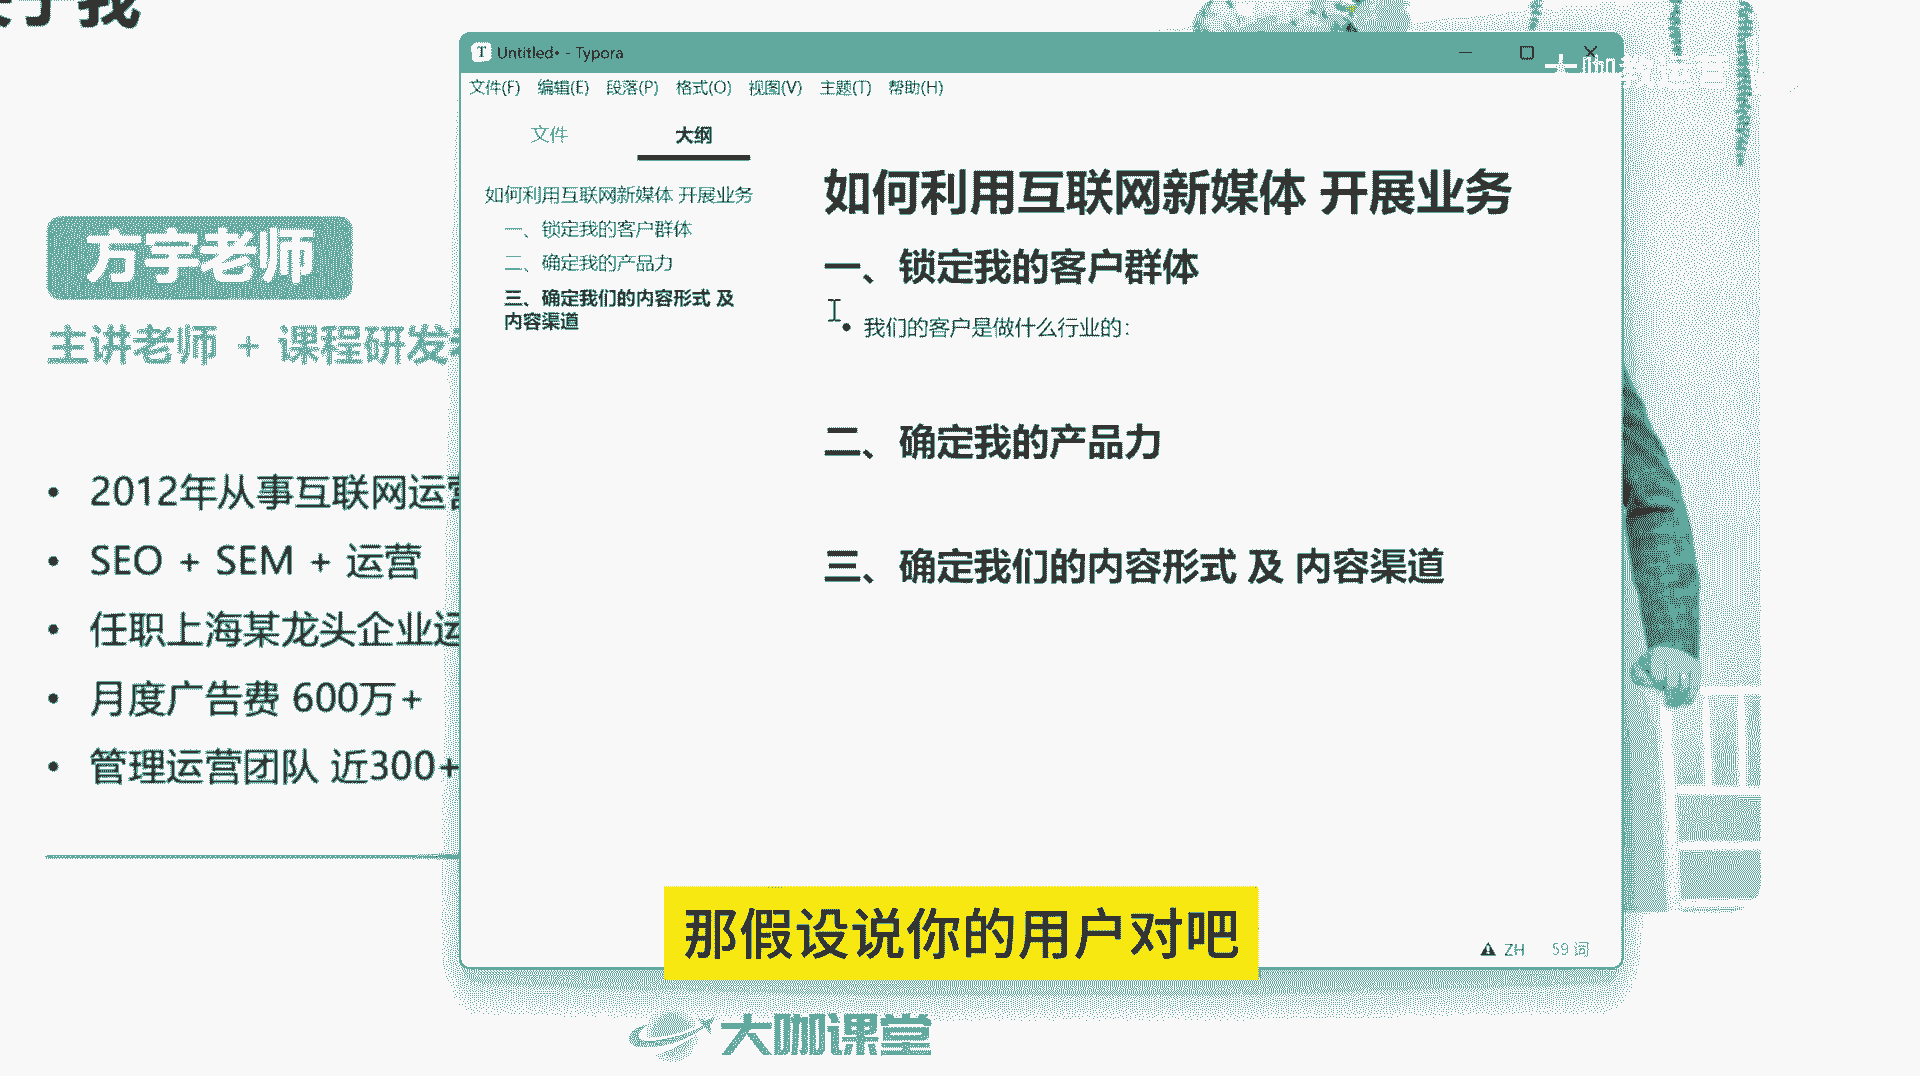 于我
Untitled• - Typora
大咖教运营
文件(F) 编辑(E) 段落(P) 格式(O) 视图(V) 主题(T) 帮助(H)
文件 大纲
如何利用互联网新媒体 开展业务
一、锁定我的客户群体
二、确定我的产品力
三、确定我们的内容形式 及
内容渠道
如何利用互联网新媒体 开展业务
一、锁定我的客户群体
• 我们的客户是做什么行业的:
二、确定我的产品力
三、确定我们的内容形式 及 内容渠道
方宇老师
主讲老师 + 课程研发
• 2012年从事互联网运营
• SEO + SEM + 运营
• 任职上海某龙头企业运
• 月度广告费 600万+
• 管理运营团队 近300+
那假设说你的用户对吧
ZH 59 词
大咖课堂